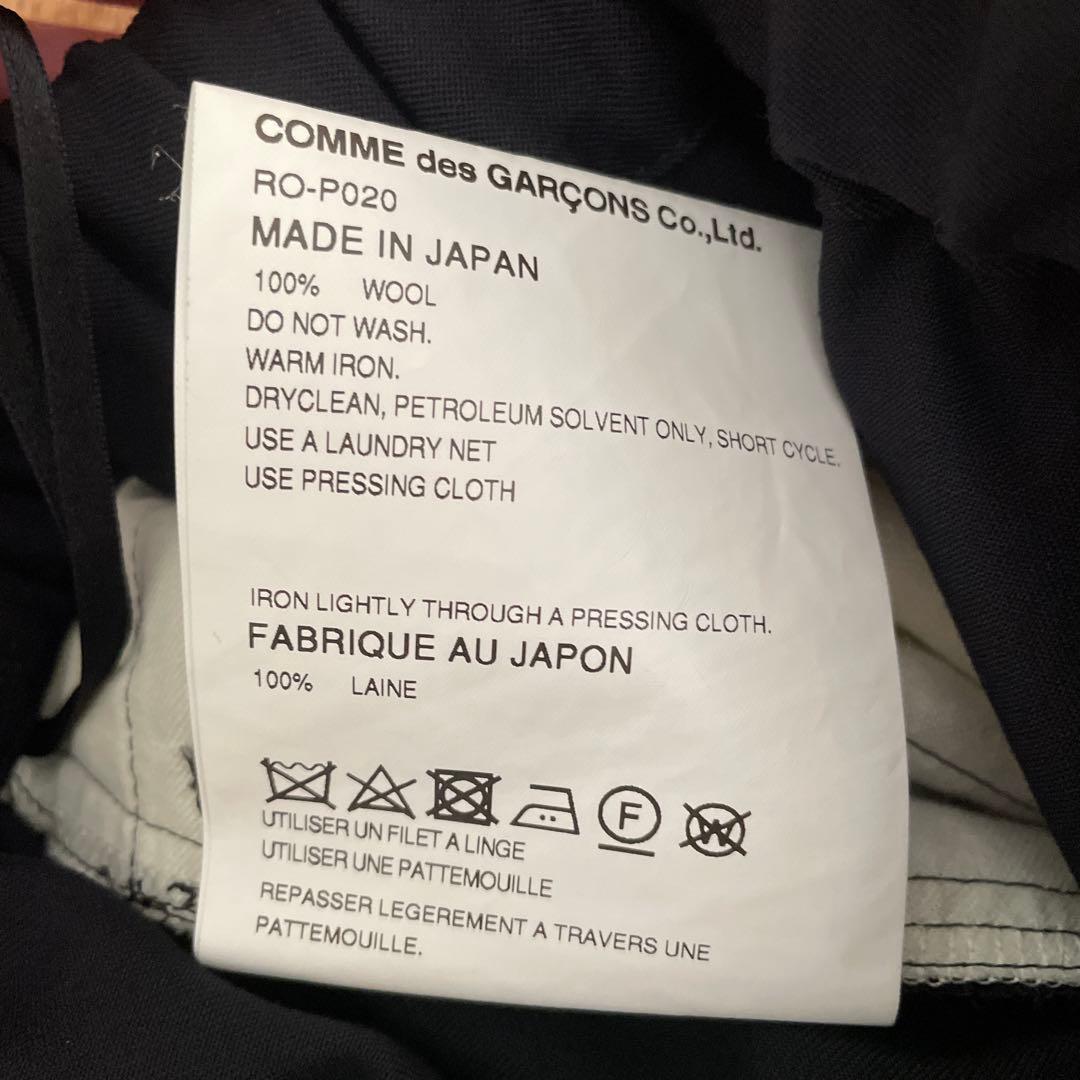 COMME des GARÇONS Co.,Ltd.
RO-P020
MADE IN JAPAN
100% WOOL
DO NOT WASH.
WARM IRON.
DRYCLEAN, PETROLEUM SOLVENT ONLY, SHORT CYCLE.
USE A LAUNDRY NET
USE PRESSING CLOTH
IRON LIGHTLY THROUGH A PRESSING CLOTH.
FABRIQUE AU JAPON
100% LAINE
F W
UTILISER UN FILET A LINGE
UTILISER UNE PATTEMOUILLE
REPASSER LEGEREMENT A TRAVERS UNE
PATTEMOUILLE.